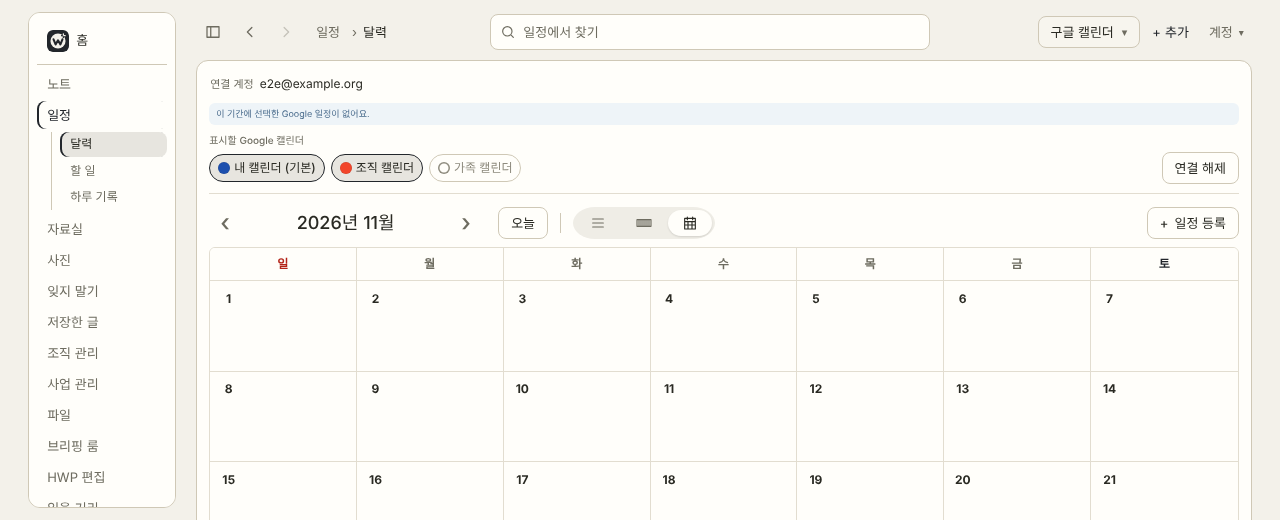 홈
노트
일정
달력
할 일
하루 기록
자료실
사진
잊지 말기
저장한 글
조직 관리
사업 관리
파일
브리핑 룸
HWP 편집
일정 › 달력
일정에서 찾기
구글 캘린더 ▾
+ 추가
계정 ▾
연결 계정 e2e@example.org
이 기간에 선택한 Google 일정이 없어요.
표시할 Google 캘린더
내 캘린더 (기본) 조직 캘린더 가족 캘린더
연결 해제
2026년 11월
오늘
+ 일정 등록
일 월 화 수 목 금 토
1 2 3 4 5 6 7
8 9 10 11 12 13 14
15 16 17 18 19 20 21